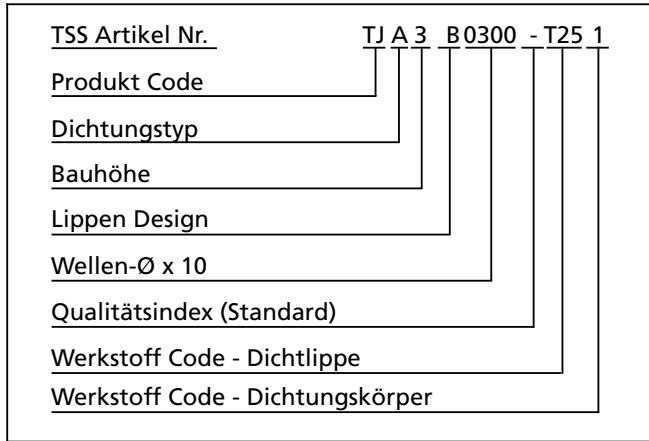 TSS Artikel Nr. TJ A 3 B 0300 - T25 1
Produkt Code
Dichtungstyp
Bauhöhe
Lippen Design
Wellen-Ø x 10
Qualitätsindex (Standard)
Werkstoff Code - Dichtlippe
Werkstoff Code - Dichtungskörper